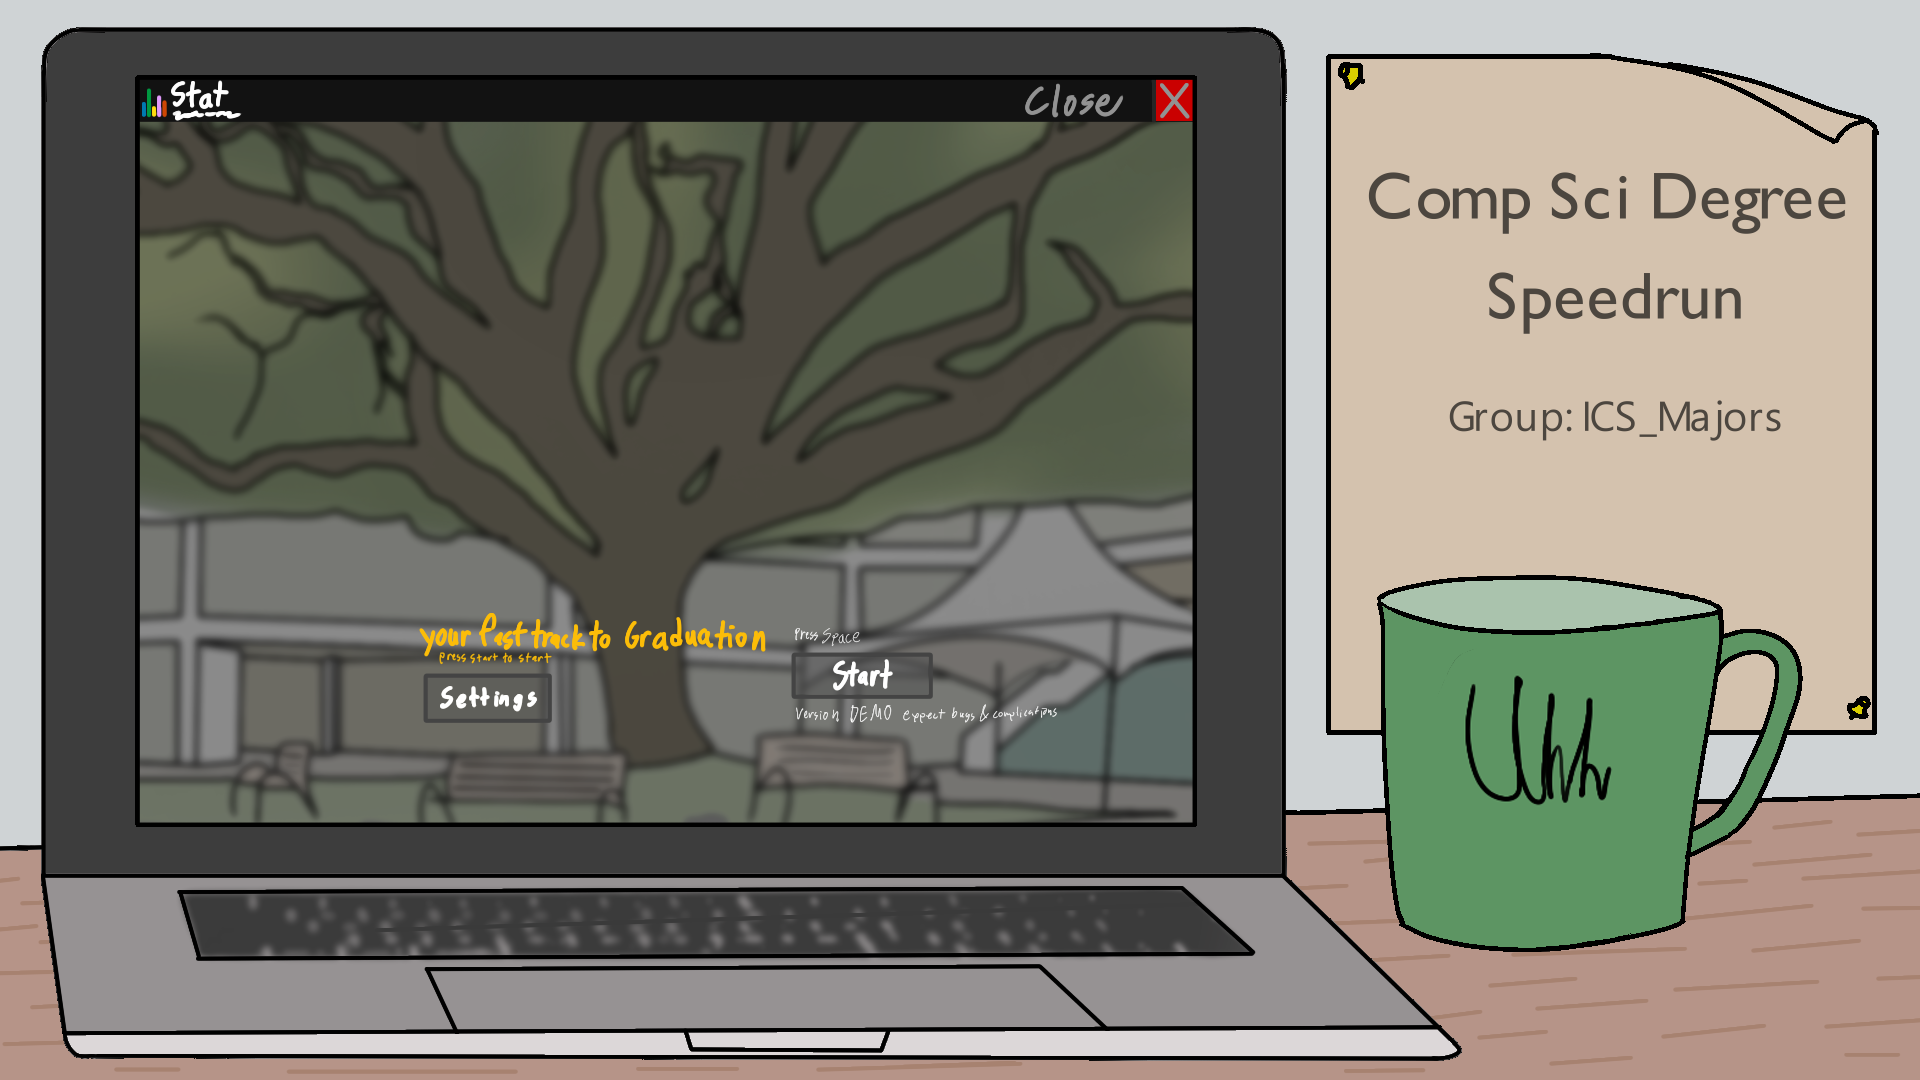 Stat
Close X
your fast track to Graduation
press start to start
Settings
Press Space
Start
Version DEMO expect bugs & complications
Comp Sci Degree
Speedrun
Group: ICS_Majors